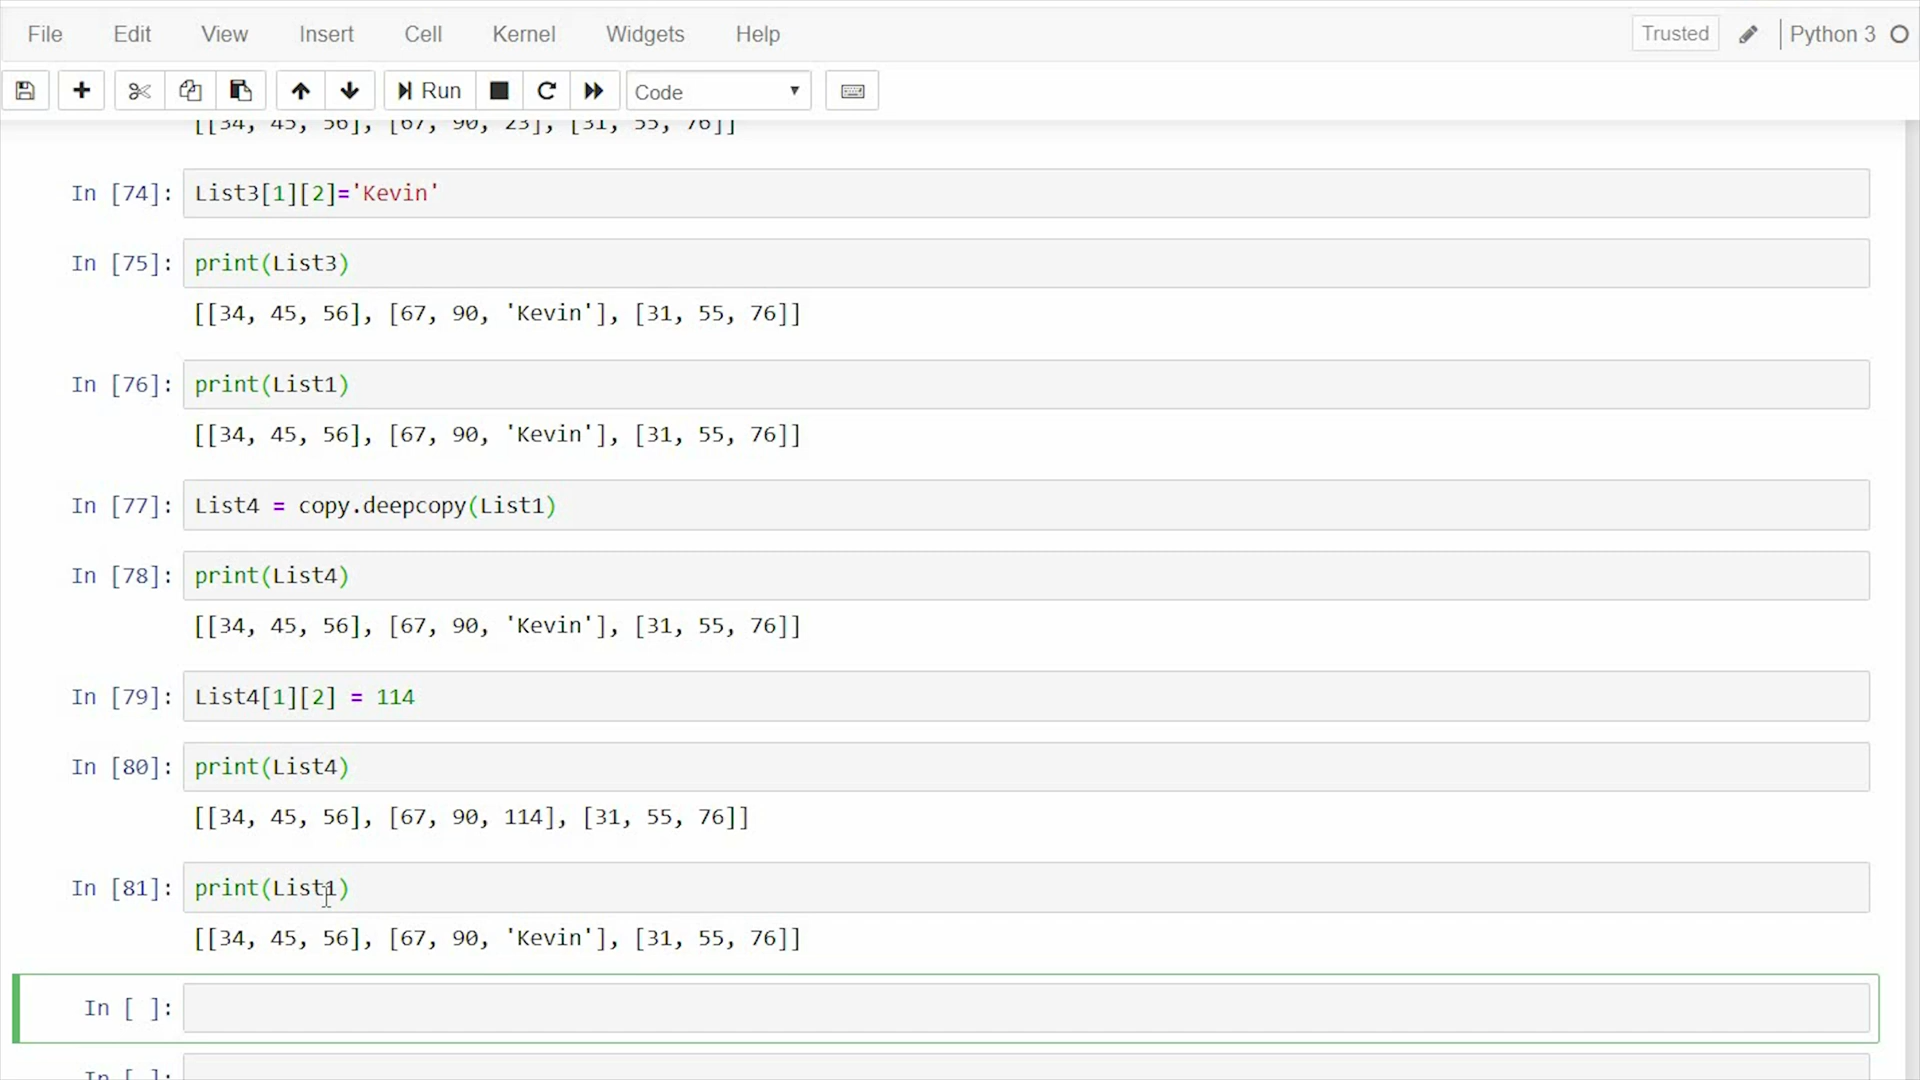 File Edit View Insert Cell Kernel Widgets Help Trusted Python 3
Run Code
[[34, 45, 56], [67, 90, 23], [31, 55, 76]]
In [74]: List3[1][2]='Kevin'
In [75]: print(List3)
[[34, 45, 56], [67, 90, 'Kevin'], [31, 55, 76]]
In [76]: print(List1)
[[34, 45, 56], [67, 90, 'Kevin'], [31, 55, 76]]
In [77]: List4 = copy.deepcopy(List1)
In [78]: print(List4)
[[34, 45, 56], [67, 90, 'Kevin'], [31, 55, 76]]
In [79]: List4[1][2] = 114
In [80]: print(List4)
[[34, 45, 56], [67, 90, 114], [31, 55, 76]]
In [81]: print(List1)
[[34, 45, 56], [67, 90, 'Kevin'], [31, 55, 76]]
In [ ]:
In [ ]: